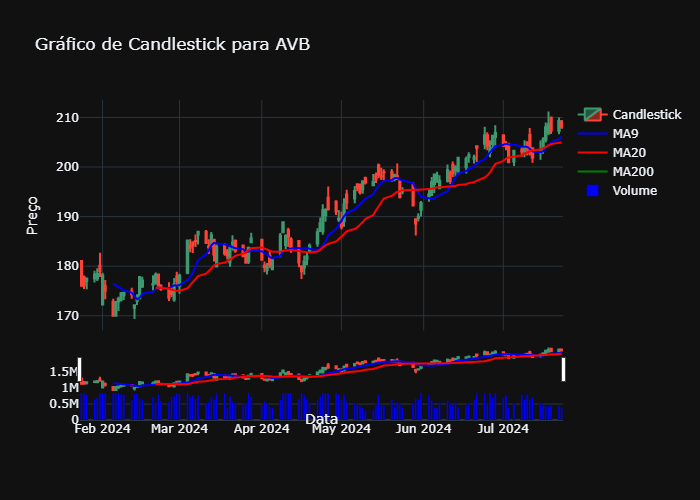 Gráfico de Candlestick para AVB
Preço
210
200
190
180
170
1.5M
1M
0.5M
0
Feb 2024
Mar 2024
Apr 2024
May 2024
Jun 2024
Jul 2024
Data
Candlestick
MA9
MA20
MA200
Volume